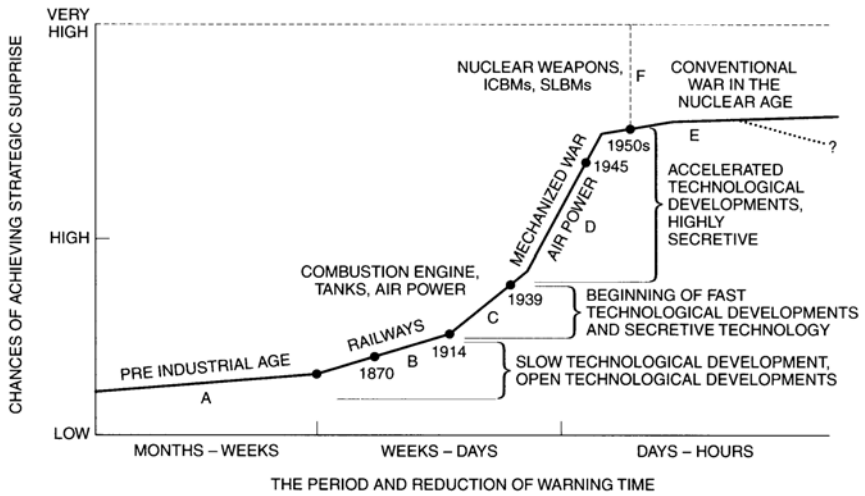 VERY
HIGH
CHANCES OF ACHIEVING STRATEGIC SURPRISE
NUCLEAR WEAPONS,
ICBMs, SLBMs
F
CONVENTIONAL
WAR IN THE
NUCLEAR AGE
E
?
1950s
1945
MECHANIZED WAR
AIR POWER
D
ACCELERATED
TECHNOLOGICAL
DEVELOPMENTS,
HIGHLY
SECRETIVE
HIGH
COMBUSTION ENGINE,
TANKS, AIR POWER
1939
C
BEGINNING OF FAST
TECHNOLOGICAL DEVELOPMENTS
AND SECRETIVE TECHNOLOGY
RAILWAYS
1914
B
1870
PRE INDUSTRIAL AGE
A
SLOW TECHNOLOGICAL DEVELOPMENT,
OPEN TECHNOLOGICAL DEVELOPMENTS
LOW
MONTHS – WEEKS
WEEKS – DAYS
DAYS – HOURS
THE PERIOD AND REDUCTION OF WARNING TIME